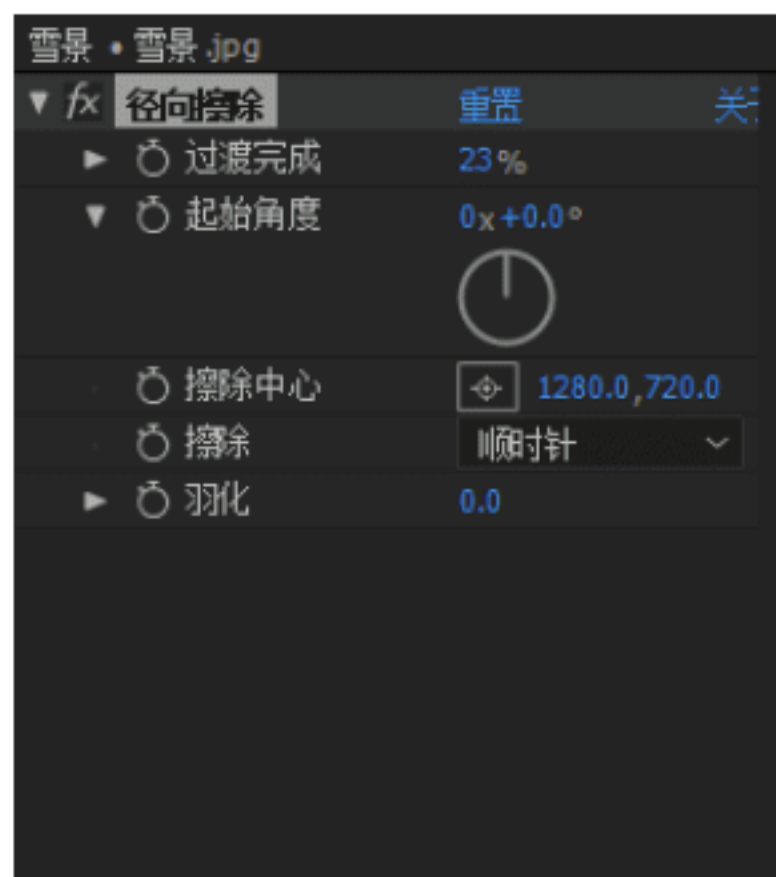 雪景 • 雪景.jpg
fx 径向擦除 重置
过渡完成 23%
起始角度 0x+0.0°
擦除中心 1280.0,720.0
擦除 顺时针
羽化 0.0